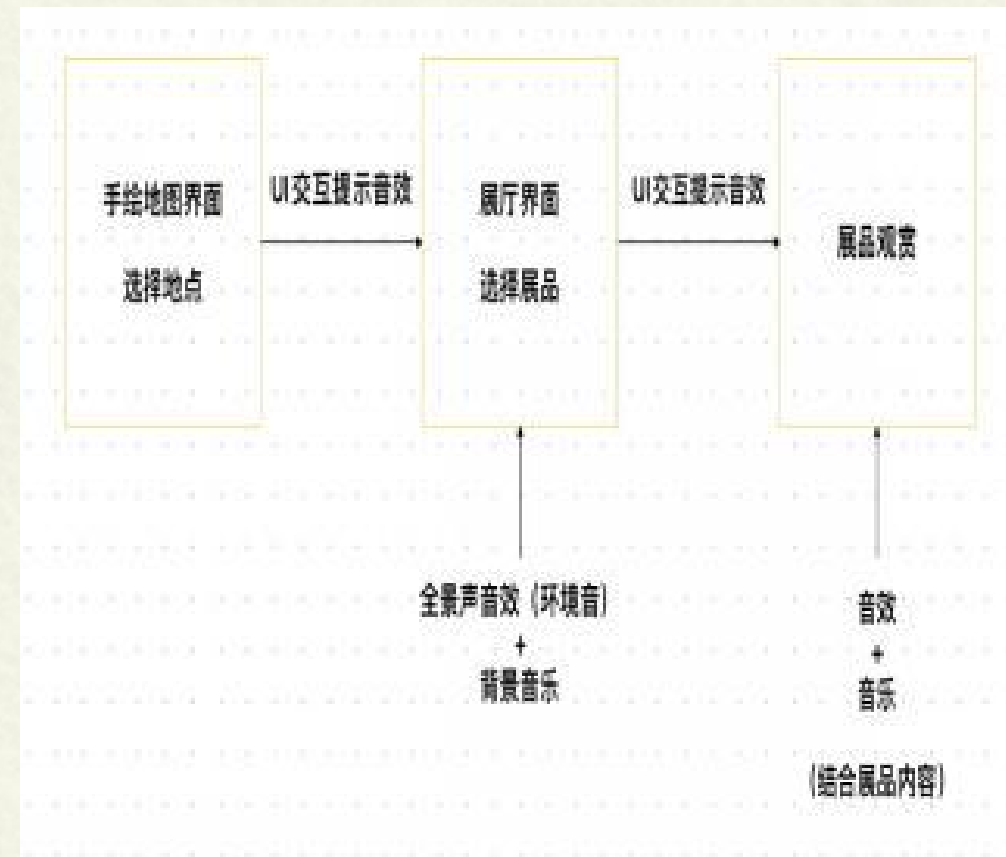 手绘地图界面
选择地点
UI交互提示音效
展厅界面
选择展品
UI交互提示音效
展品观赏
全景声音效（环境音）
+
背景音乐
音效
+
音乐
(结合展品内容)